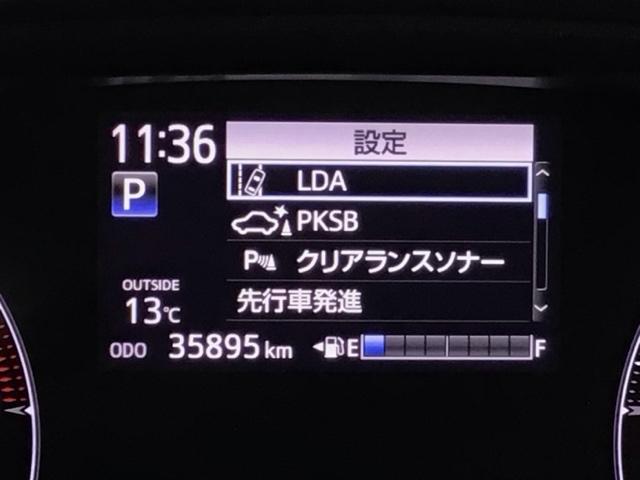 11:36
設定
P
LDA
PKSB
P クリアランスソナー
先行車発進
OUTSIDE
13℃
ODO 35895 km E F